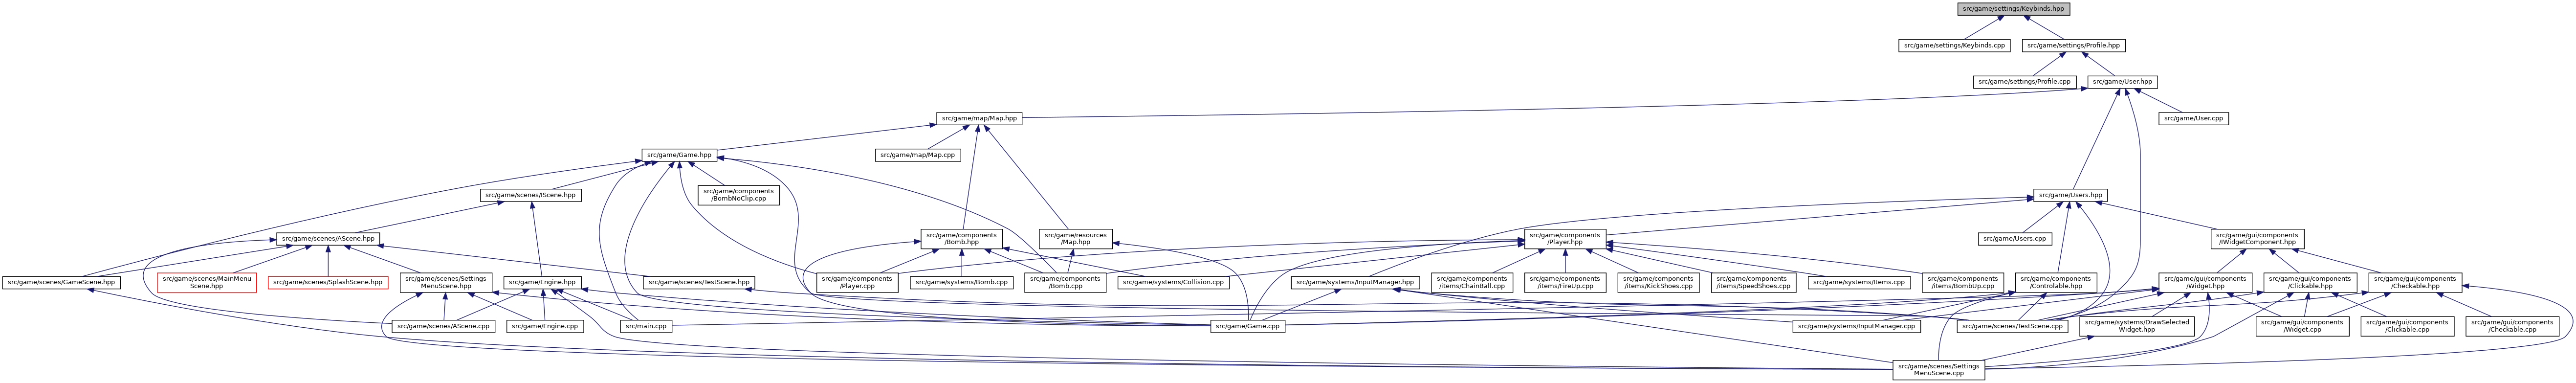 src/game/settings/Keybinds.hpp
src/game/settings/Keybinds.cpp
src/game/settings/Profile.hpp
src/game/settings/Profile.cpp
src/game/User.hpp
src/game/map/Map.hpp
src/game/User.cpp
src/game/Game.hpp
src/game/map/Map.cpp
src/game/scenes/IScene.hpp
src/game/components
/BombNoClip.cpp
src/game/Users.hpp
src/game/scenes/AScene.hpp
src/game/components
/Bomb.hpp
src/game/resources
/Map.hpp
src/game/components
/Player.hpp
src/game/Users.cpp
src/game/gui/components
/IWidgetComponent.hpp
src/game/scenes/GameScene.hpp
src/game/scenes/MainMenu
Scene.hpp
src/game/scenes/SplashScene.hpp
src/game/scenes/Settings
MenuScene.hpp
src/game/Engine.hpp
src/game/scenes/TestScene.hpp
src/game/components
/Player.cpp
src/game/systems/Bomb.cpp
src/game/components
/Bomb.cpp
src/game/systems/Collision.cpp
src/game/systems/InputManager.hpp
src/game/components
/items/ChainBall.cpp
src/game/components
/items/FireUp.cpp
src/game/components
/items/KickShoes.cpp
src/game/components
/items/SpeedShoes.cpp
src/game/systems/Items.cpp
src/game/components
/items/BombUp.cpp
src/game/components
/Controlable.hpp
src/game/gui/components
/Widget.hpp
src/game/gui/components
/Clickable.hpp
src/game/gui/components
/Checkable.hpp
src/game/scenes/AScene.cpp
src/game/Engine.cpp
src/main.cpp
src/game/Game.cpp
src/game/systems/InputManager.cpp
src/game/scenes/TestScene.cpp
src/game/systems/DrawSelected
Widget.hpp
src/game/gui/components
/Widget.cpp
src/game/gui/components
/Clickable.cpp
src/game/gui/components
/Checkable.cpp
src/game/scenes/Settings
MenuScene.cpp